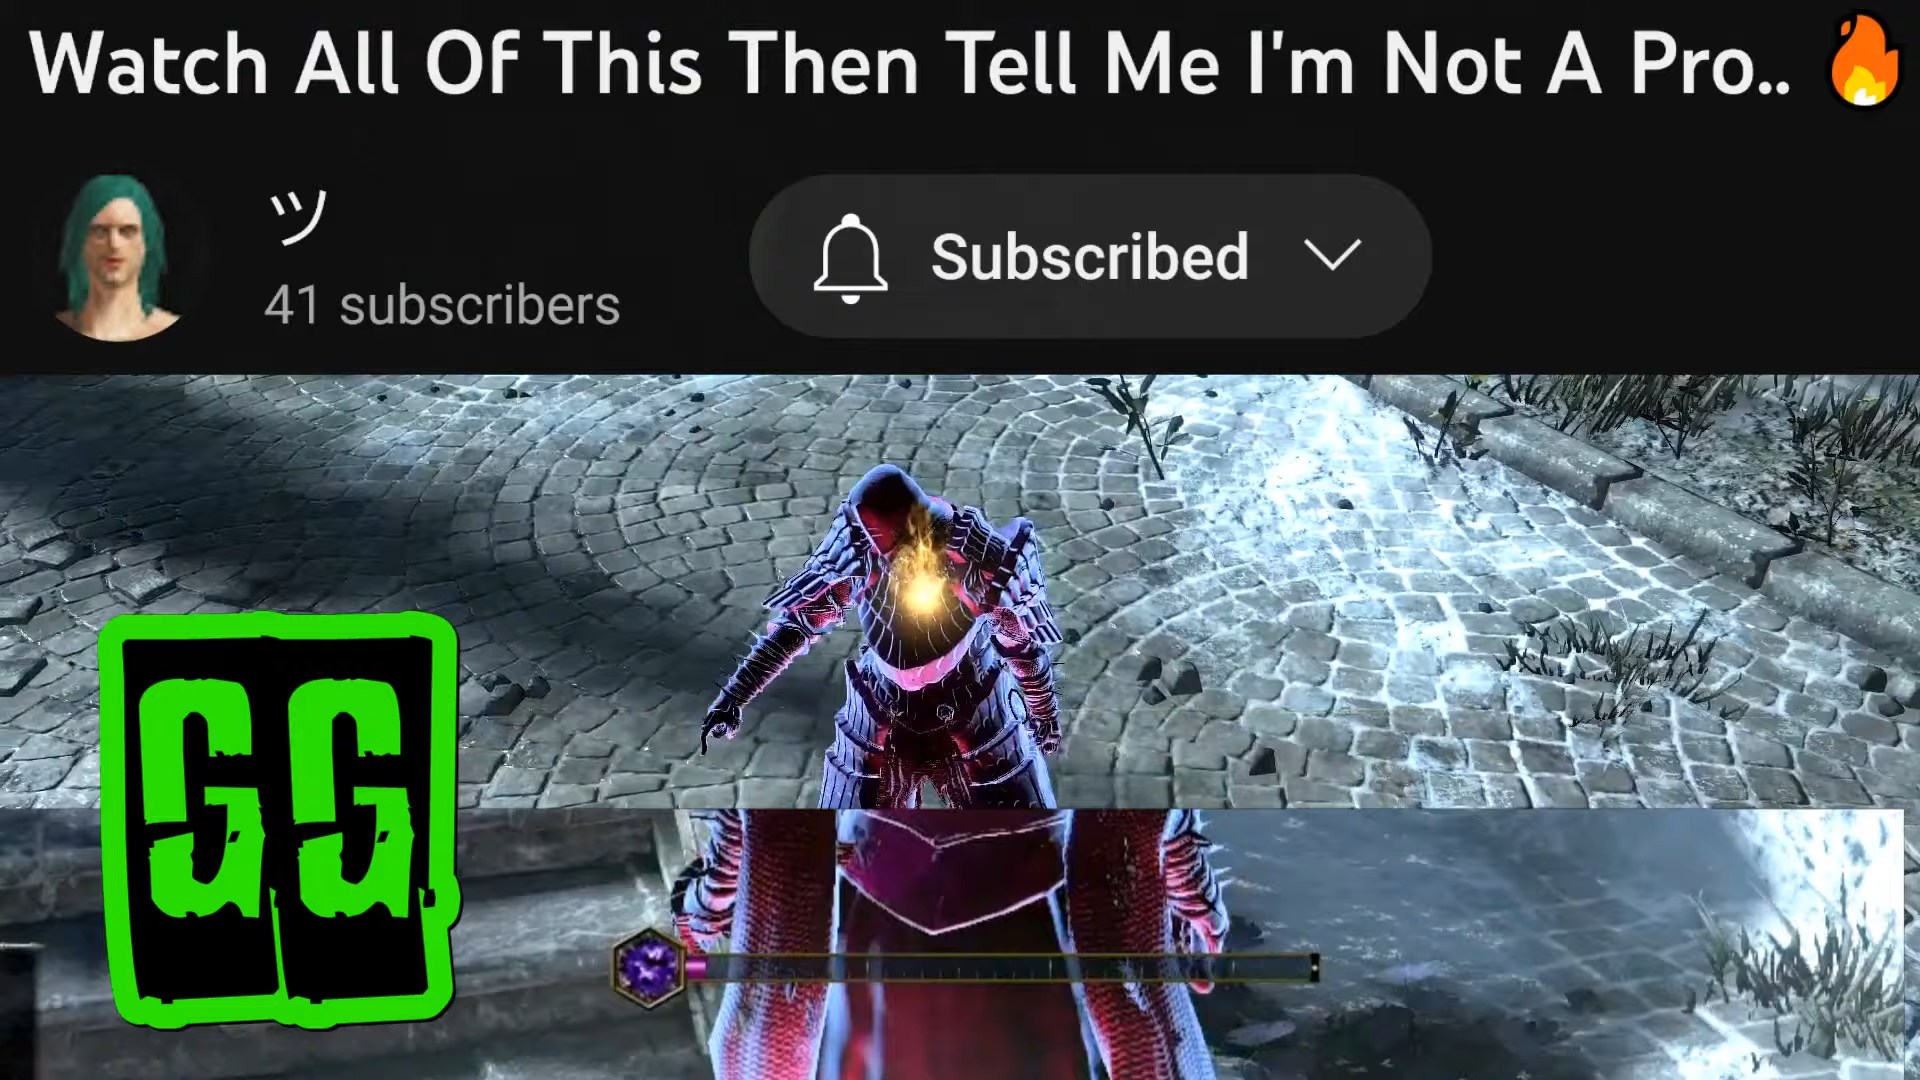 Watch All Of This Then Tell Me I'm Not A Pro.. 🔥
ツ
Subscribed
41 subscribers
GG